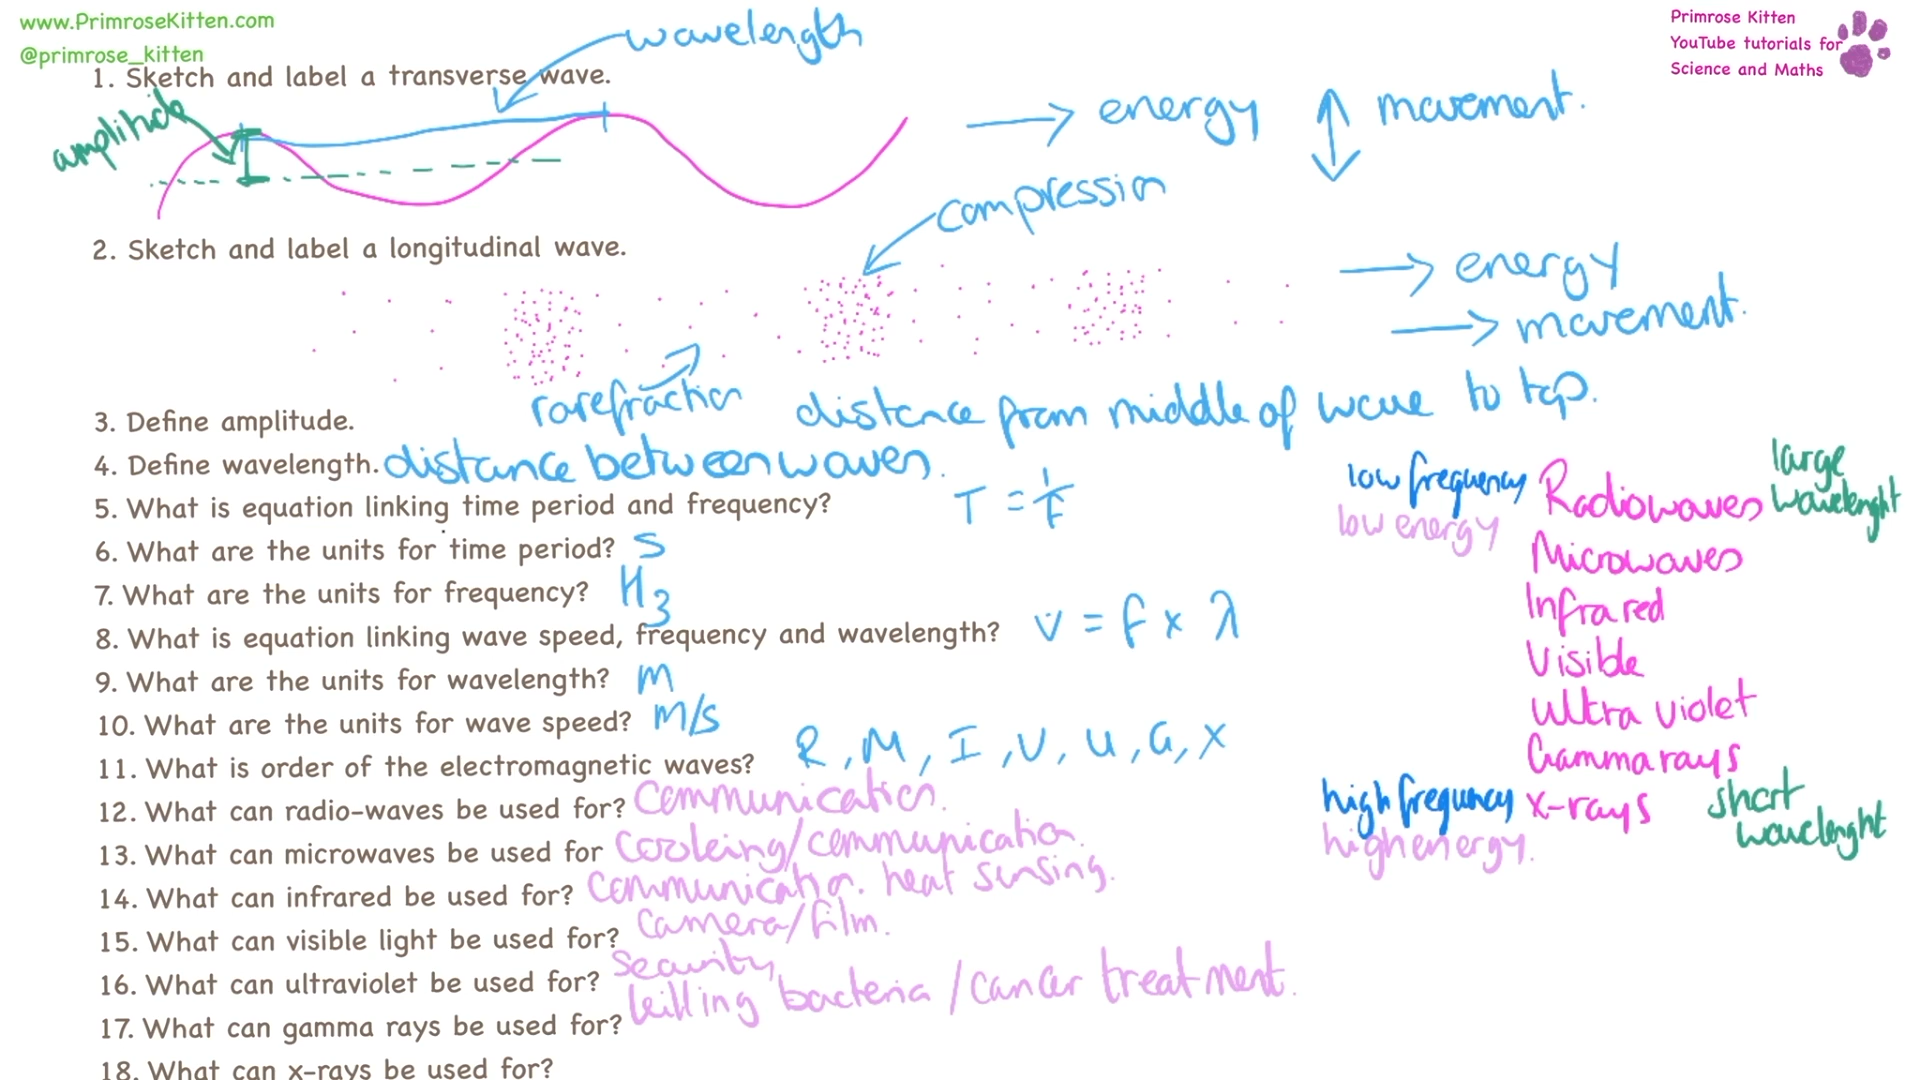 www.PrimroseKitten.com
@primrose_kitten
Primrose Kitten
YouTube tutorials for
Science and Maths
wavelength
1. Sketch and label a transverse wave.
amplitude
energy
movement.
compression
2. Sketch and label a longitudinal wave.
energy
movement.
rarefraction
3. Define amplitude. distance from middle of wave to top.
4. Define wavelength. distance between waves.
5. What is equation linking time period and frequency? T = 1/F
6. What are the units for time period? S
7. What are the units for frequency? Hz
8. What is equation linking wave speed, frequency and wavelength? v = f x λ
9. What are the units for wavelength? m
10. What are the units for wave speed? m/s
11. What is order of the electromagnetic waves? R, M, I, V, U, G, X
12. What can radio-waves be used for? Communication.
13. What can microwaves be used for Cooking/communication.
14. What can infrared be used for? Communication. heat sensing.
15. What can visible light be used for? Camera/film.
16. What can ultraviolet be used for? Security
17. What can gamma rays be used for? killing bacteria / cancer treatment.
18. What can x-rays be used for?
low frequency Radiowaves large
low energy wavelenght
Microwaves
Infrared
Visible
Ultra violet
Gamma rays
high frequency x-rays short
high energy. wavelenght